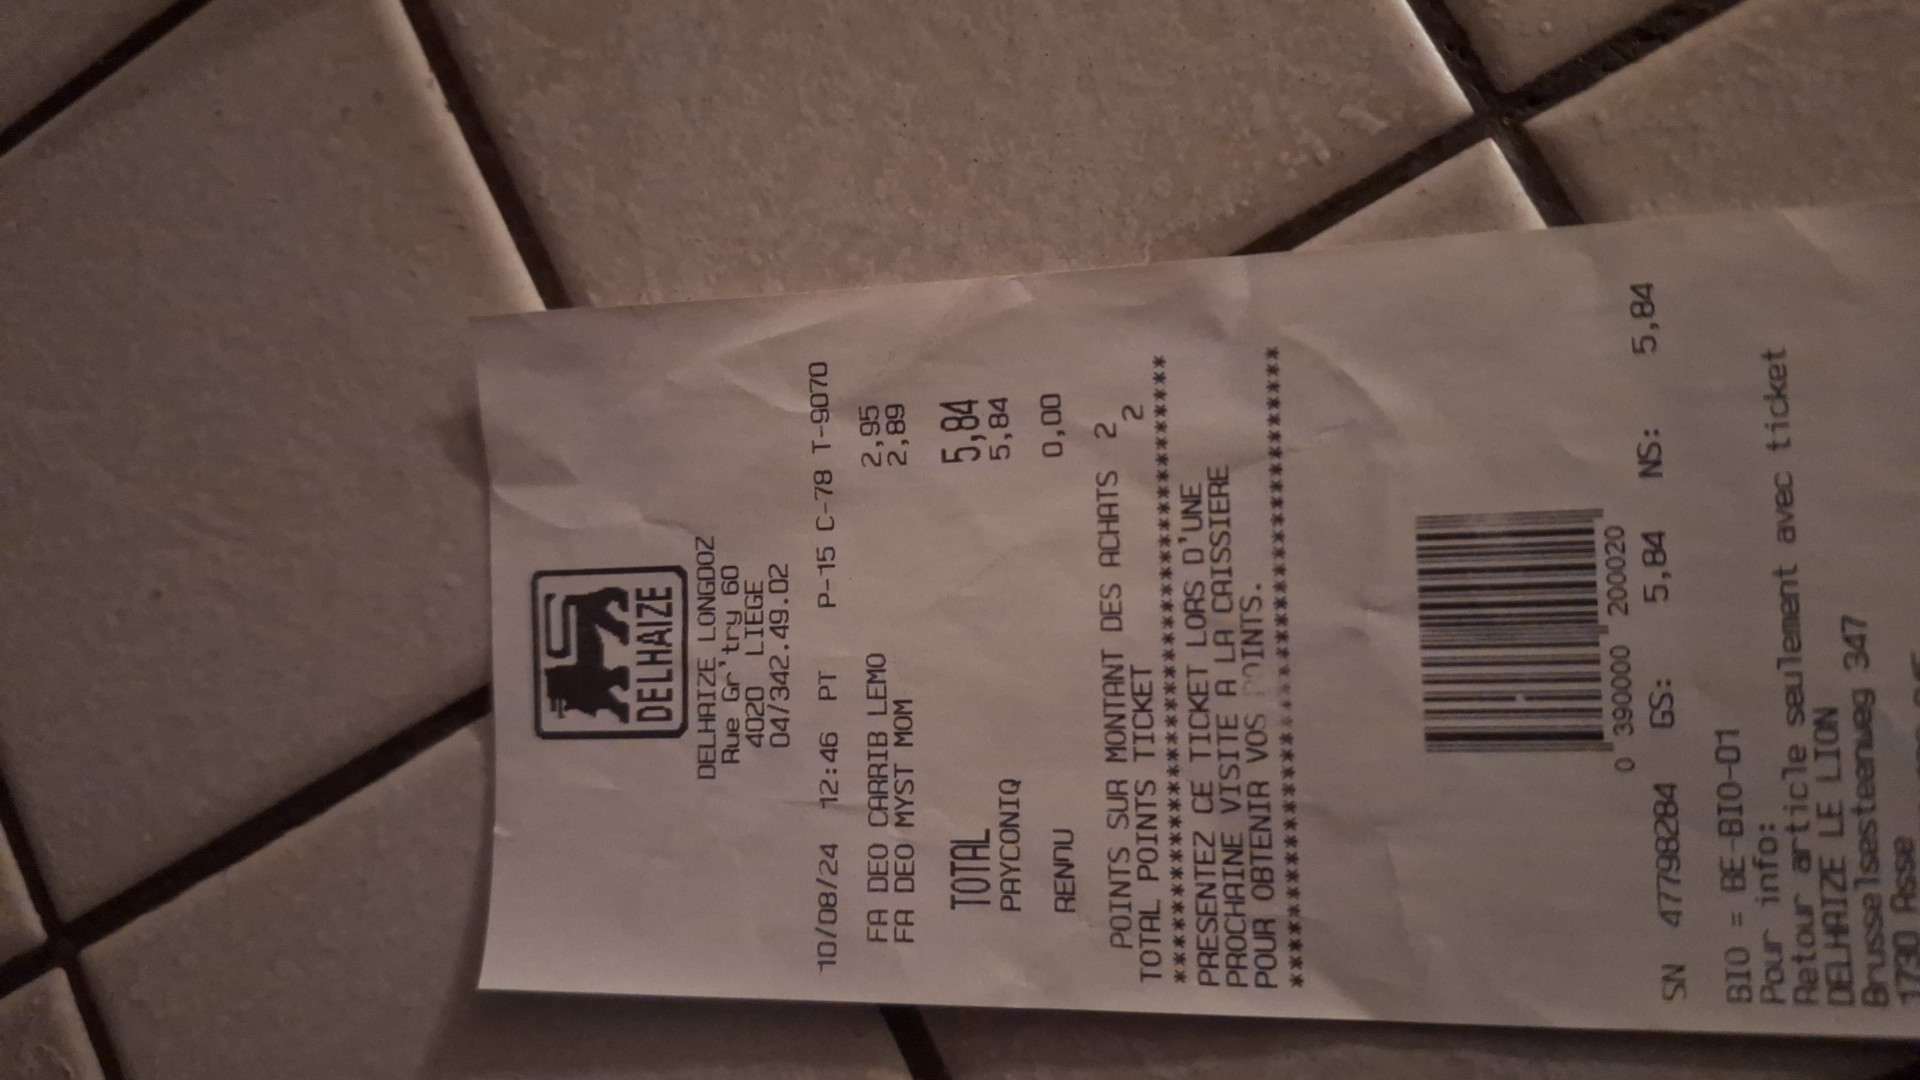 DELHAIZE
DELHAIZE LONGDOZ
Rue Gr'try 60
4020 LIEGE
04/342.49.02
10/08/24 12:46 PT P-15 C-78 T-9070
FA DEO CARRIB LEMO 2,95
FA DEO MYST MOM 2,89
TOTAL 5,84
PAYCONIQ 5,84
RENDU 0,00
POINTS SUR MONTANT DES ACHATS 2
TOTAL POINTS TICKET 2
****************************************
PRESENTEZ CE TICKET LORS D'UNE
PROCHAINE VISITE A LA CAISSIERE
POUR OBTENIR VOS POINTS.
****************************************
0 390000 200020
SN 47798284 GS: 5,84 NS: 5,84
BIO = BE-BIO-01
Pour info:
Retour article seulement avec ticket
DELHAIZE LE LION
Brusselsesteenweg 347
1730 Asse